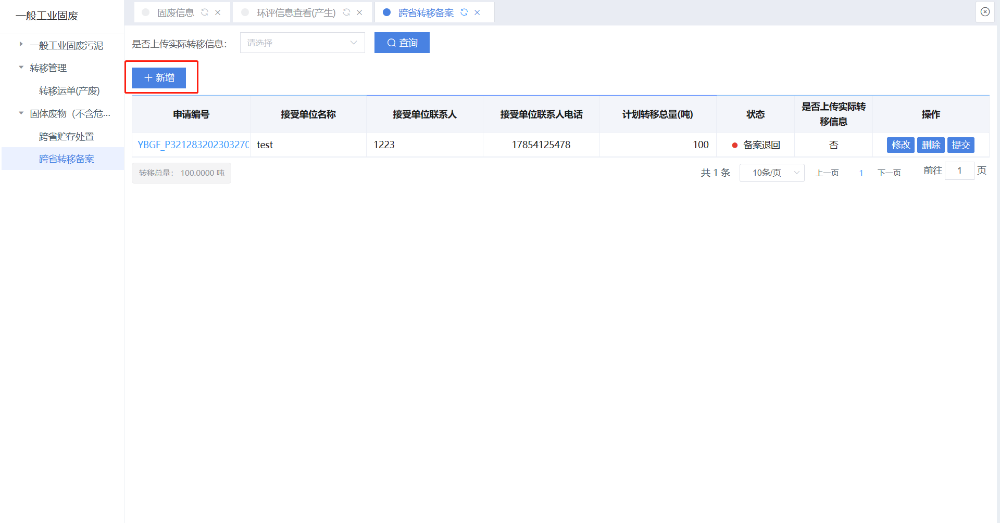 一般工业固废
固废信息
环评信息查看(产生)
跨省转移备案
一般工业固废污泥
转移管理
转移运单(产废)
固体废物（不含危...
跨省贮存处置
跨省转移备案
是否上传实际转移信息：
请选择
查询
新增
申请编号
接受单位名称
接受单位联系人
接受单位联系人电话
计划转移总量(吨)
状态
是否上传实际转
移信息
操作
YBGF_P321283202303270
test
1223
17854125478
100
备案退回
否
修改
删除
提交
转移总量： 100.0000 吨
共 1 条
10条/页
上一页
1
下一页
前往 1 页